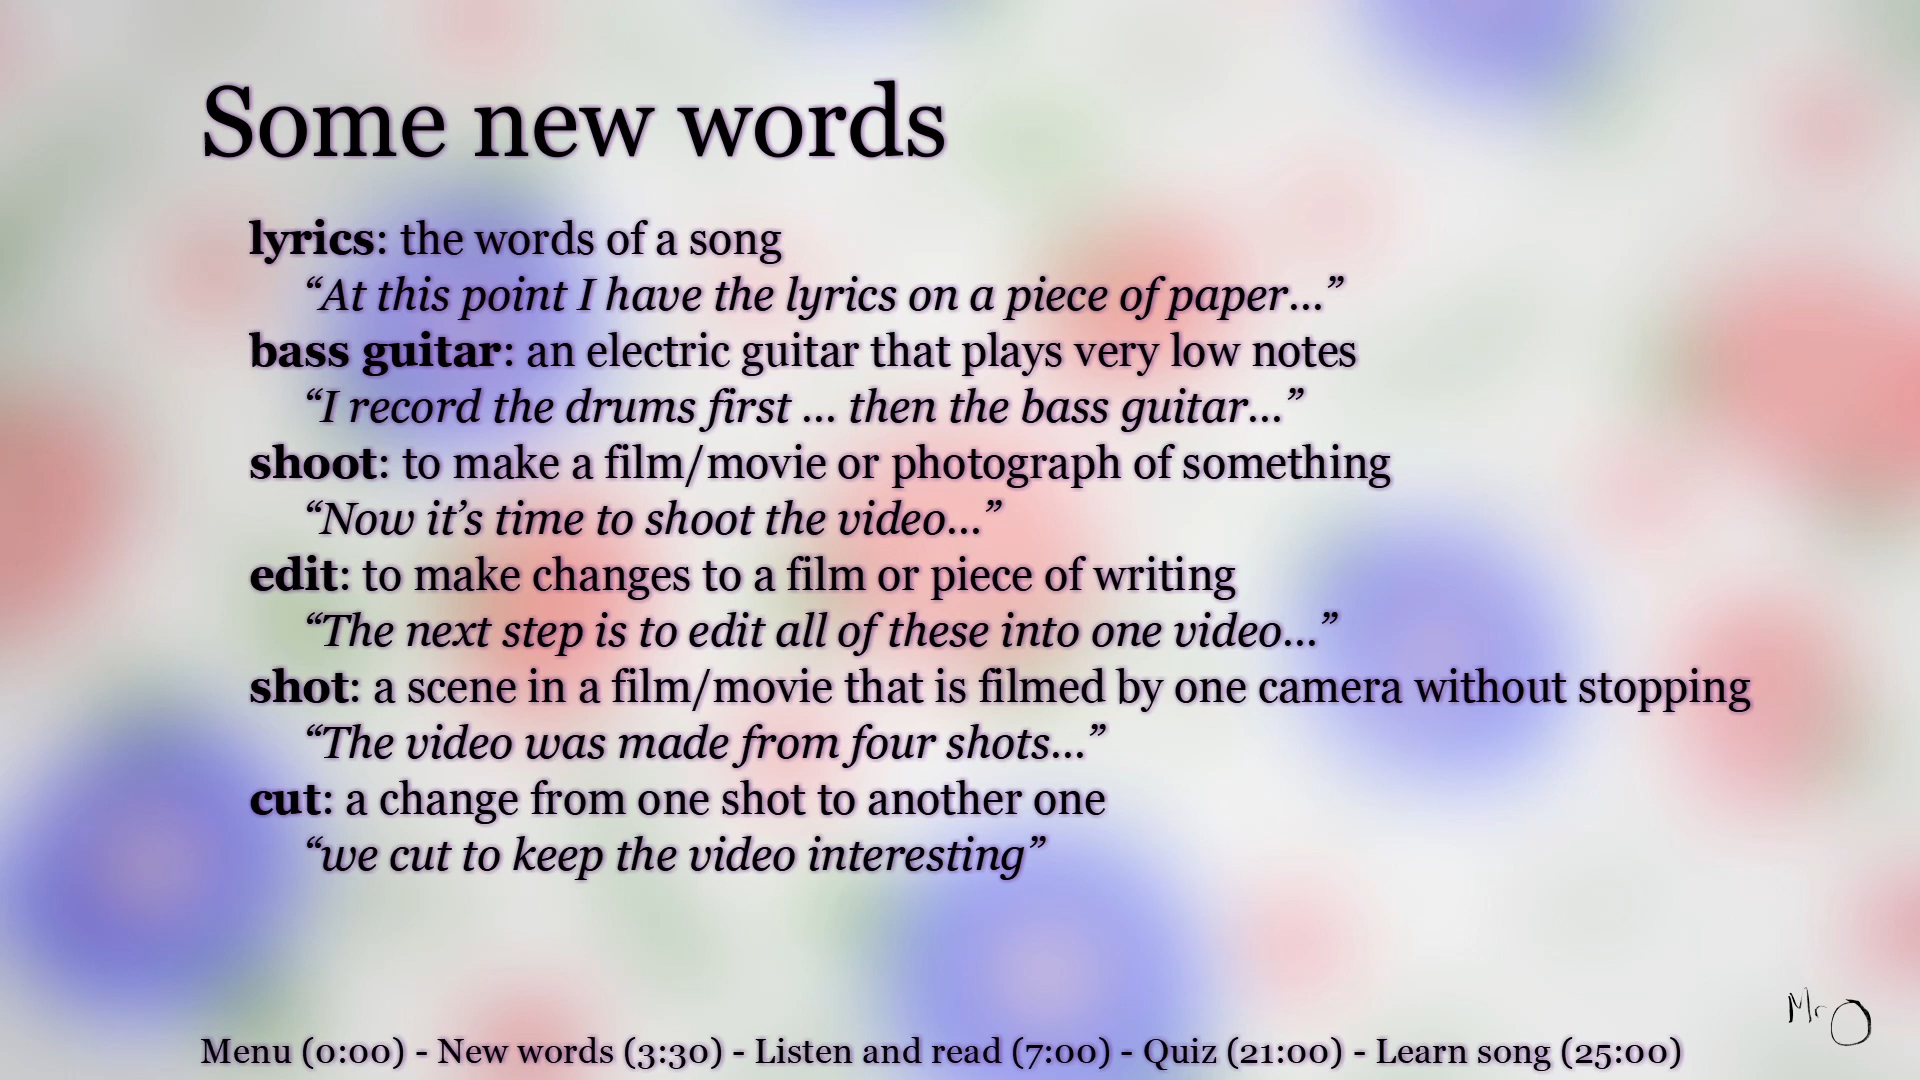 Some new words
lyrics: the words of a song
“At this point I have the lyrics on a piece of paper...”
bass guitar: an electric guitar that plays very low notes
“I record the drums first ... then the bass guitar...”
shoot: to make a film/movie or photograph of something
“Now it’s time to shoot the video...”
edit: to make changes to a film or piece of writing
“The next step is to edit all of these into one video...”
shot: a scene in a film/movie that is filmed by one camera without stopping
“The video was made from four shots...”
cut: a change from one shot to another one
“we cut to keep the video interesting”
Mr O
Menu (0:00) - New words (3:30) - Listen and read (7:00) - Quiz (21:00) - Learn song (25:00)